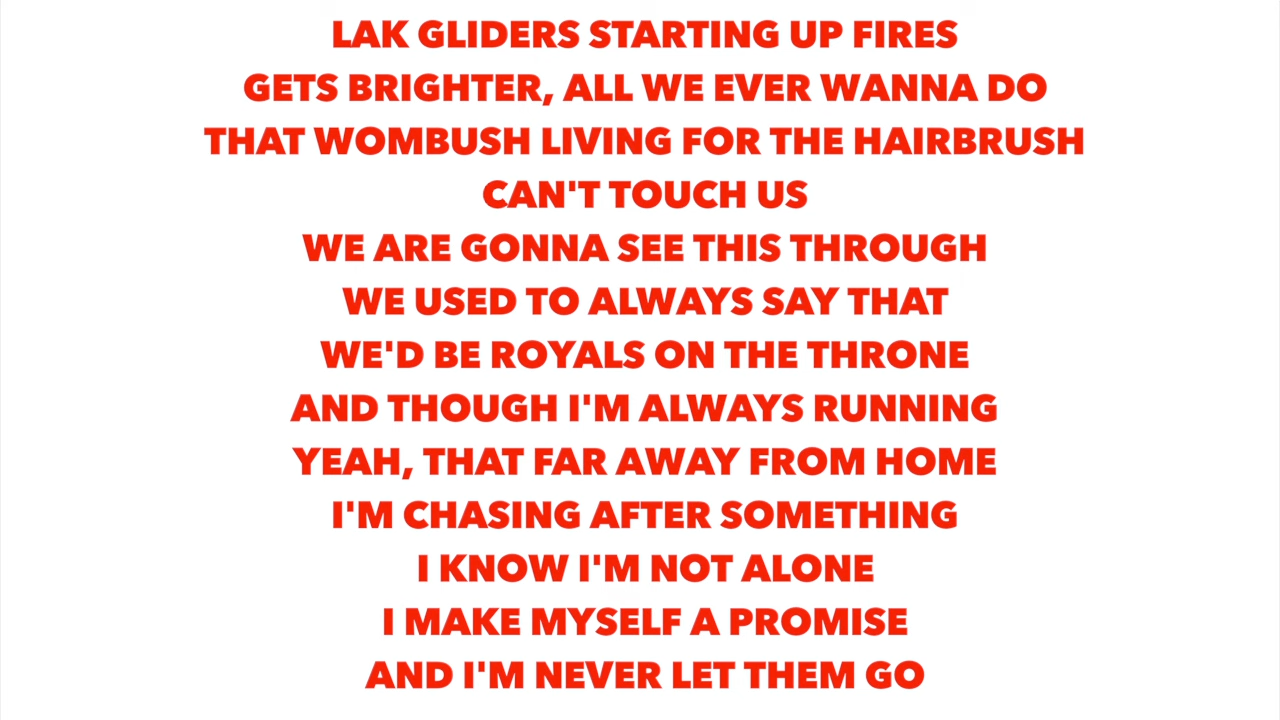 LAK GLIDERS STARTING UP FIRES
GETS BRIGHTER, ALL WE EVER WANNA DO
THAT WOMBUSH LIVING FOR THE HAIRBRUSH
CAN'T TOUCH US
WE ARE GONNA SEE THIS THROUGH
WE USED TO ALWAYS SAY THAT
WE'D BE ROYALS ON THE THRONE
AND THOUGH I'M ALWAYS RUNNING
YEAH, THAT FAR AWAY FROM HOME
I'M CHASING AFTER SOMETHING
I KNOW I'M NOT ALONE
I MAKE MYSELF A PROMISE
AND I'M NEVER LET THEM GO